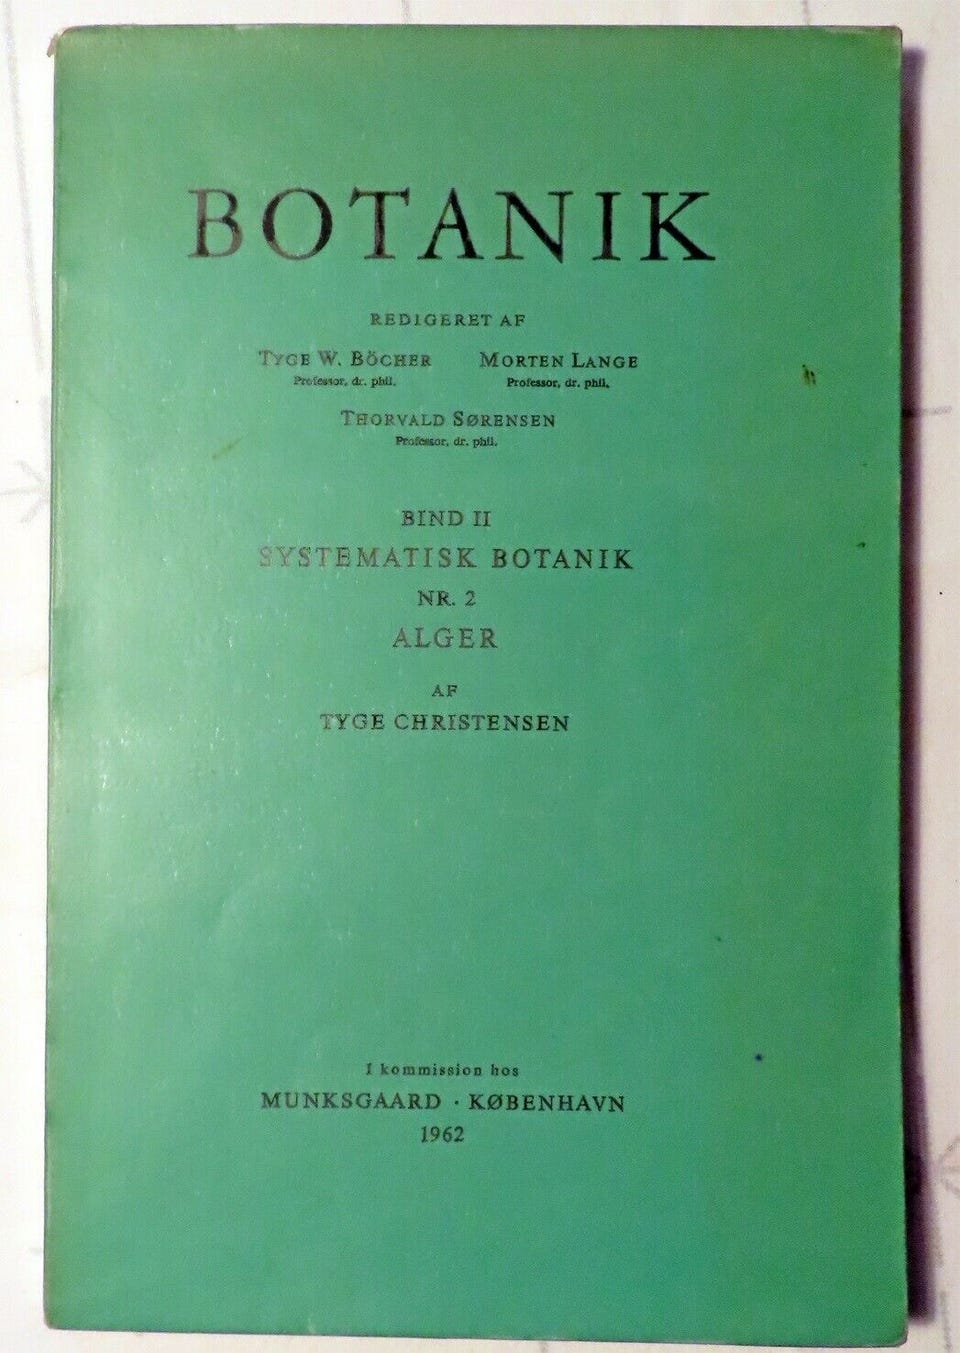 BOTANIK
REDIGERET AF
TYGE W. BÖCHER MORTEN LANGE
Professor, dr. phil. Professor, dr. phil.
THORVALD SØRENSEN
Professor, dr. phil.
BIND II
SYSTEMATISK BOTANIK
NR. 2
ALGER
AF
TYGE CHRISTENSEN
I kommission hos
MUNKSGAARD · KØBENHAVN
1962